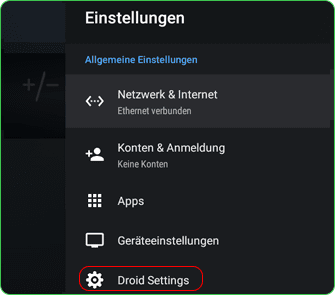 Einstellungen
Allgemeine Einstellungen
Netzwerk & Internet
Ethernet verbunden
Konten & Anmeldung
Keine Konten
Apps
Geräteeinstellungen
Droid Settings